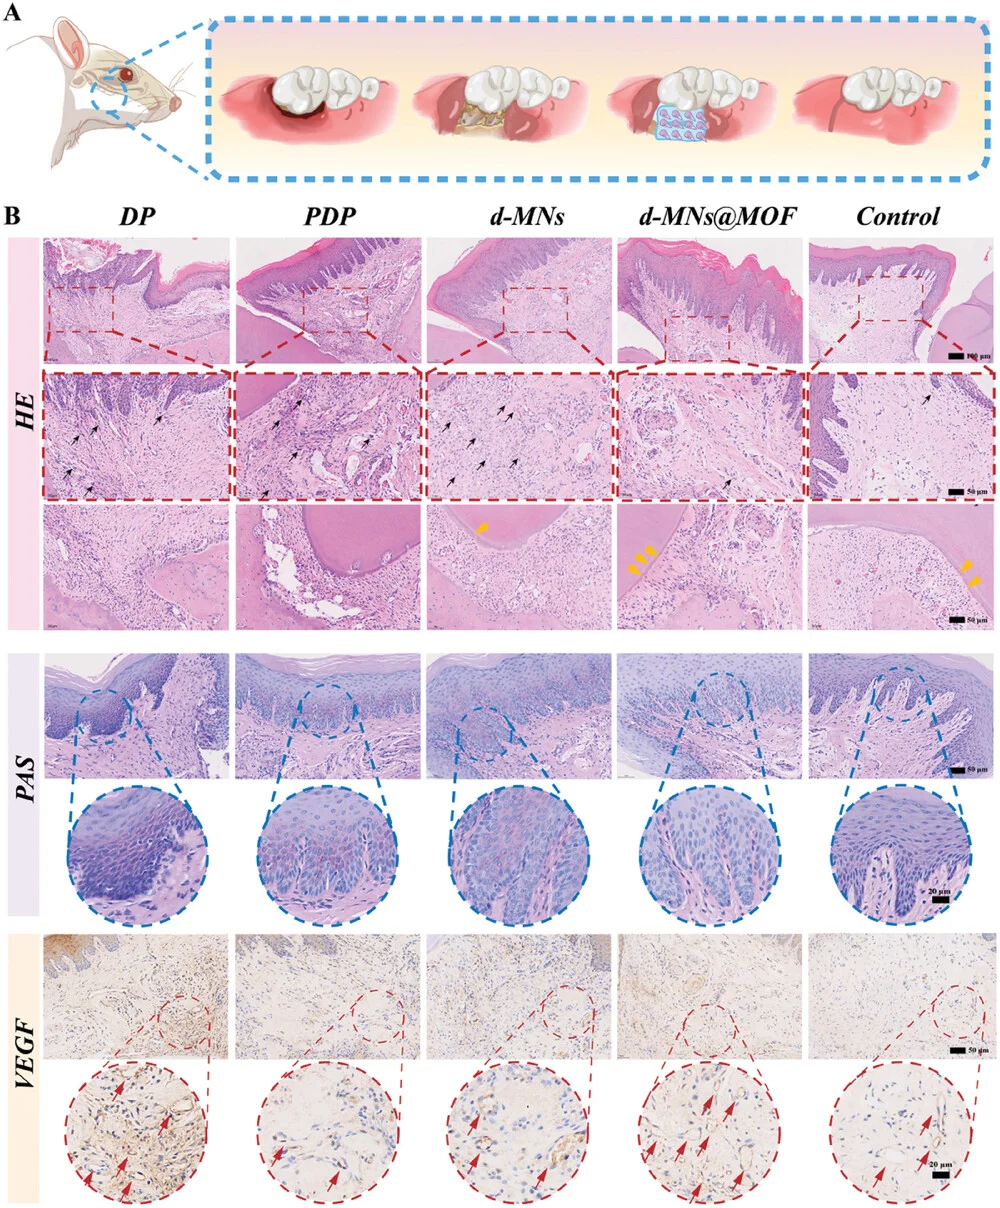 A
B
DP PDP d-MNs d-MNs@MOF Control
HE
100 µm
50 µm
50 µm
PAS
50 µm
20 µm
VEGF
50 µm
20 µm